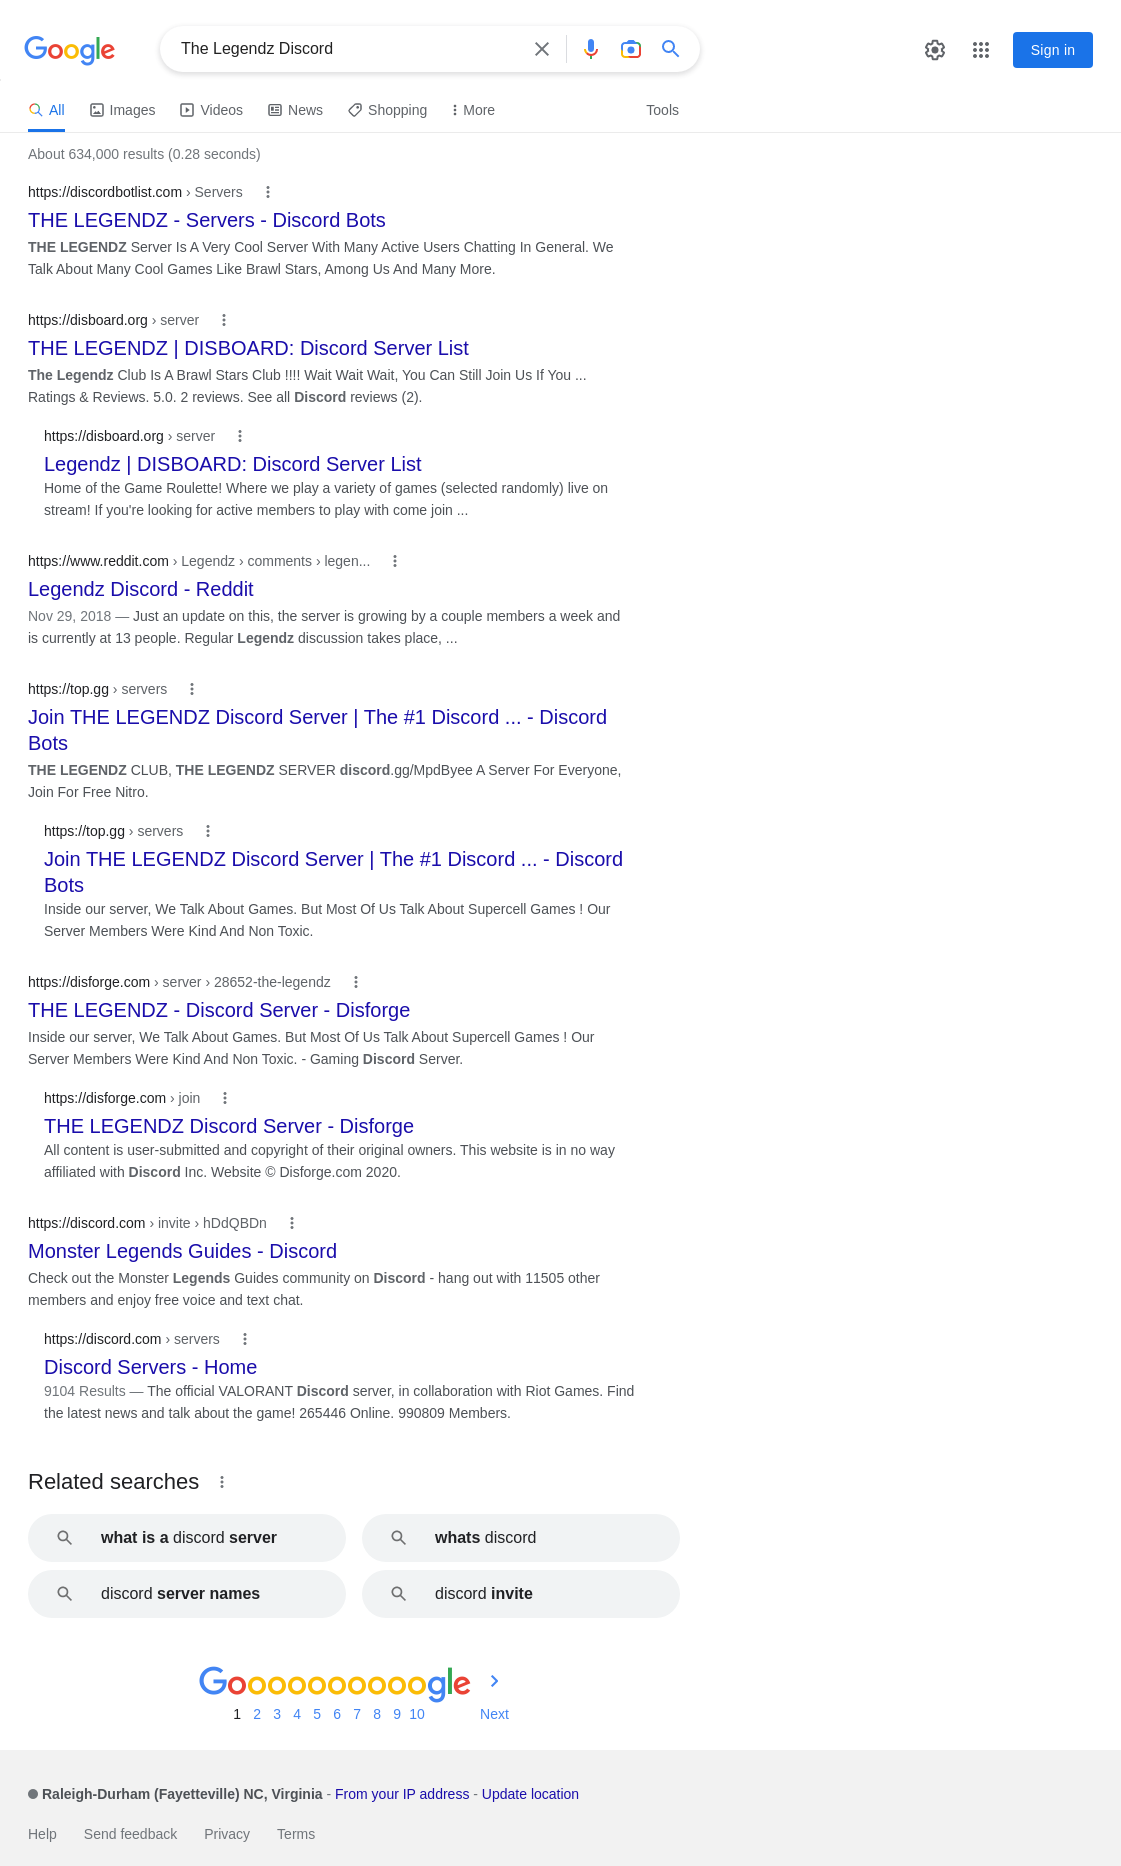 Google
The Legendz Discord
Sign in
All
Images
Videos
News
Shopping
More
Tools
About 634,000 results (0.28 seconds)
https://discordbotlist.com › Servers
THE LEGENDZ - Servers - Discord Bots
THE LEGENDZ Server Is A Very Cool Server With Many Active Users Chatting In General. We
Talk About Many Cool Games Like Brawl Stars, Among Us And Many More.
https://disboard.org › server
THE LEGENDZ | DISBOARD: Discord Server List
The Legendz Club Is A Brawl Stars Club !!!! Wait Wait Wait, You Can Still Join Us If You ...
Ratings & Reviews. 5.0. 2 reviews. See all Discord reviews (2).
https://disboard.org › server
Legendz | DISBOARD: Discord Server List
Home of the Game Roulette! Where we play a variety of games (selected randomly) live on
stream! If you're looking for active members to play with come join ...
https://www.reddit.com › Legendz › comments › legen...
Legendz Discord - Reddit
Nov 29, 2018 — Just an update on this, the server is growing by a couple members a week and
is currently at 13 people. Regular Legendz discussion takes place, ...
https://top.gg › servers
Join THE LEGENDZ Discord Server | The #1 Discord ... - Discord
Bots
THE LEGENDZ CLUB, THE LEGENDZ SERVER discord.gg/MpdByee A Server For Everyone,
Join For Free Nitro.
https://top.gg › servers
Join THE LEGENDZ Discord Server | The #1 Discord ... - Discord
Bots
Inside our server, We Talk About Games. But Most Of Us Talk About Supercell Games ! Our
Server Members Were Kind And Non Toxic.
https://disforge.com › server › 28652-the-legendz
THE LEGENDZ - Discord Server - Disforge
Inside our server, We Talk About Games. But Most Of Us Talk About Supercell Games ! Our
Server Members Were Kind And Non Toxic. - Gaming Discord Server.
https://disforge.com › join
THE LEGENDZ Discord Server - Disforge
All content is user-submitted and copyright of their original owners. This website is in no way
affiliated with Discord Inc. Website © Disforge.com 2020.
https://discord.com › invite › hDdQBDn
Monster Legends Guides - Discord
Check out the Monster Legends Guides community on Discord - hang out with 11505 other
members and enjoy free voice and text chat.
https://discord.com › servers
Discord Servers - Home
9104 Results — The official VALORANT Discord server, in collaboration with Riot Games. Find
the latest news and talk about the game! 265446 Online. 990809 Members.
Related searches
what is a discord server
whats discord
discord server names
discord invite
Goooooooooogle
1 2 3 4 5 6 7 8 9 10 Next
Raleigh-Durham (Fayetteville) NC, Virginia - From your IP address - Update location
Help Send feedback Privacy Terms